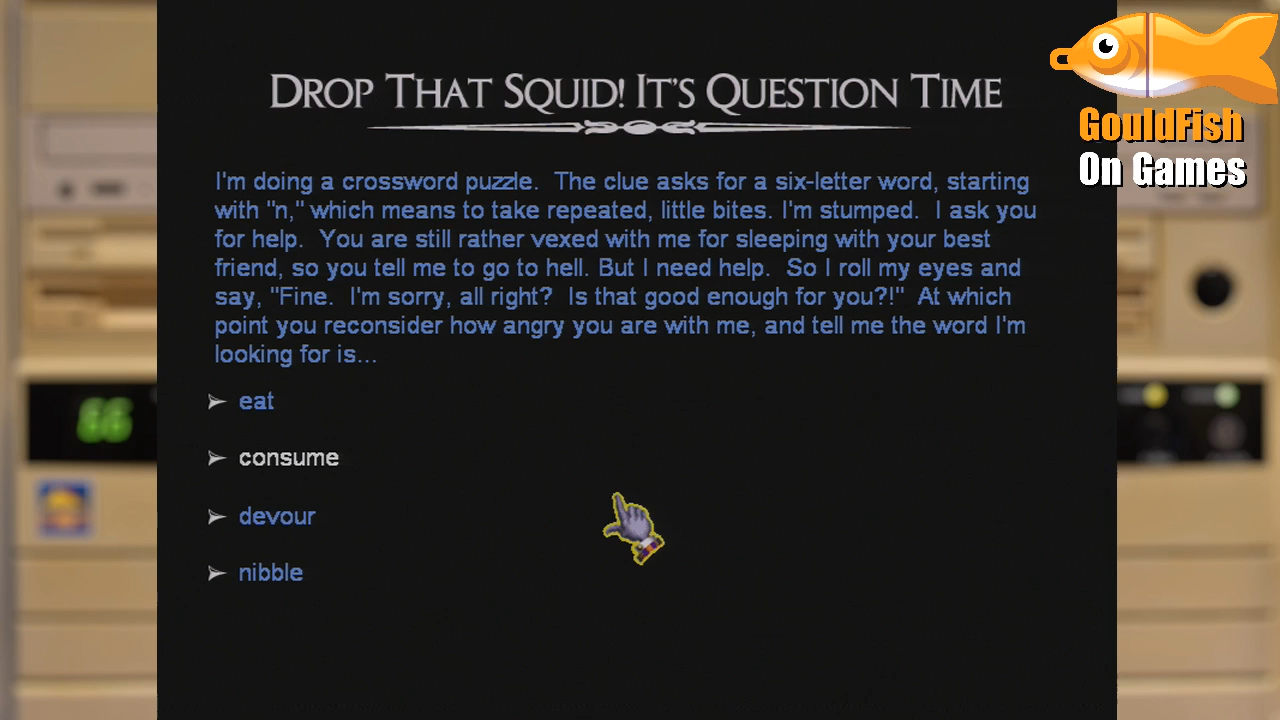 DROP THAT SQUID! IT'S QUESTION TIME
GouldFish
On Games
I'm doing a crossword puzzle.  The clue asks for a six-letter word, starting
with "n," which means to take repeated, little bites. I'm stumped.  I ask you
for help.  You are still rather vexed with me for sleeping with your best
friend, so you tell me to go to hell. But I need help.  So I roll my eyes and
say, "Fine.  I'm sorry, all right?  Is that good enough for you?!"  At which
point you reconsider how angry you are with me, and tell me the word I'm
looking for is...
eat
66
consume
devour
nibble